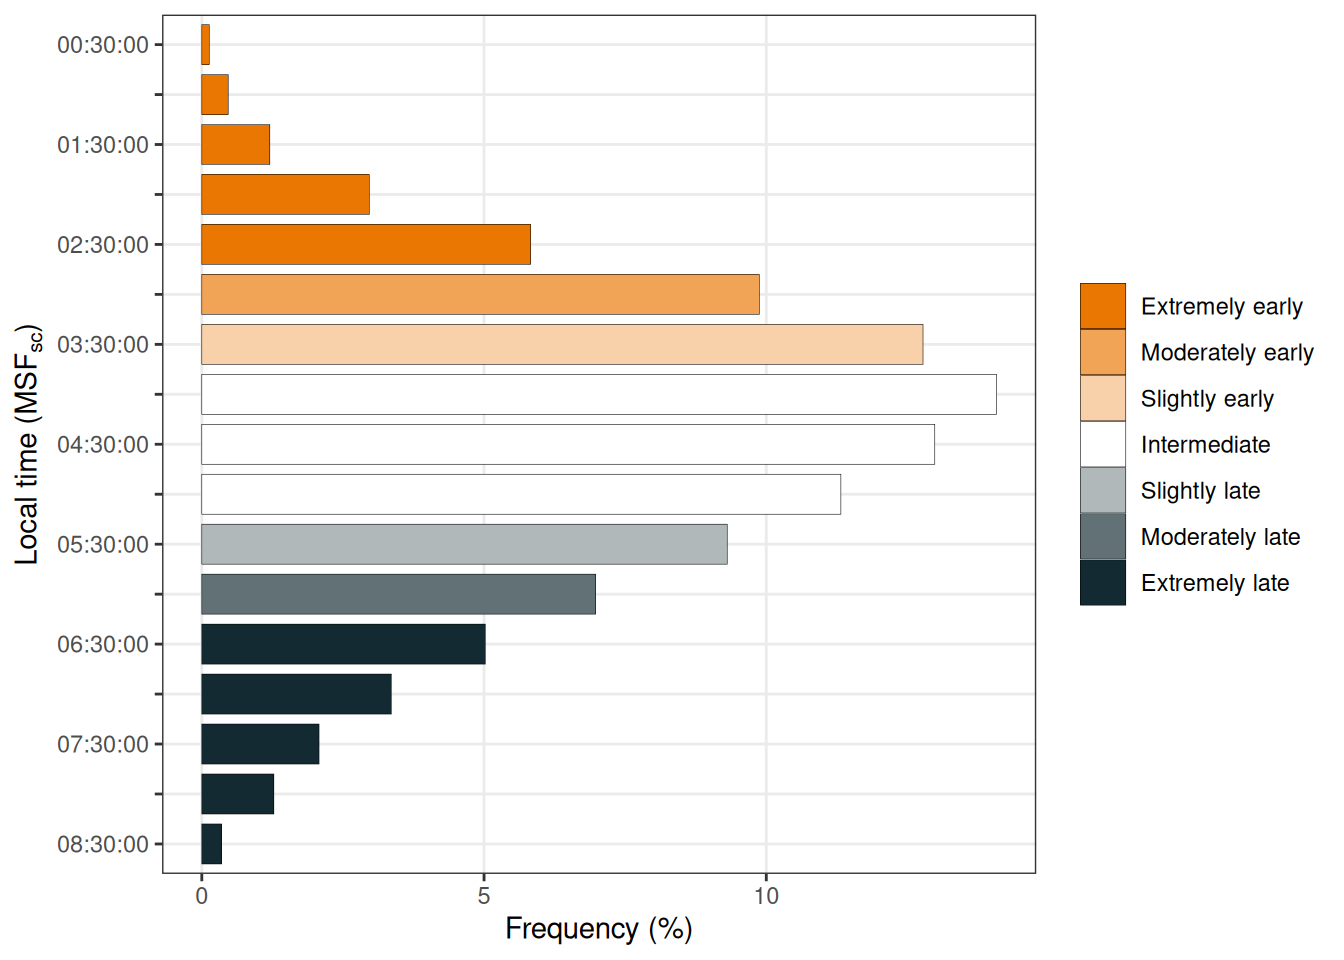 00:30:00
01:30:00
02:30:00
03:30:00
04:30:00
05:30:00
06:30:00
07:30:00
08:30:00
Local time (MSFsc)
0 5 10
Frequency (%)
Extremely early
Moderately early
Slightly early
Intermediate
Slightly late
Moderately late
Extremely late